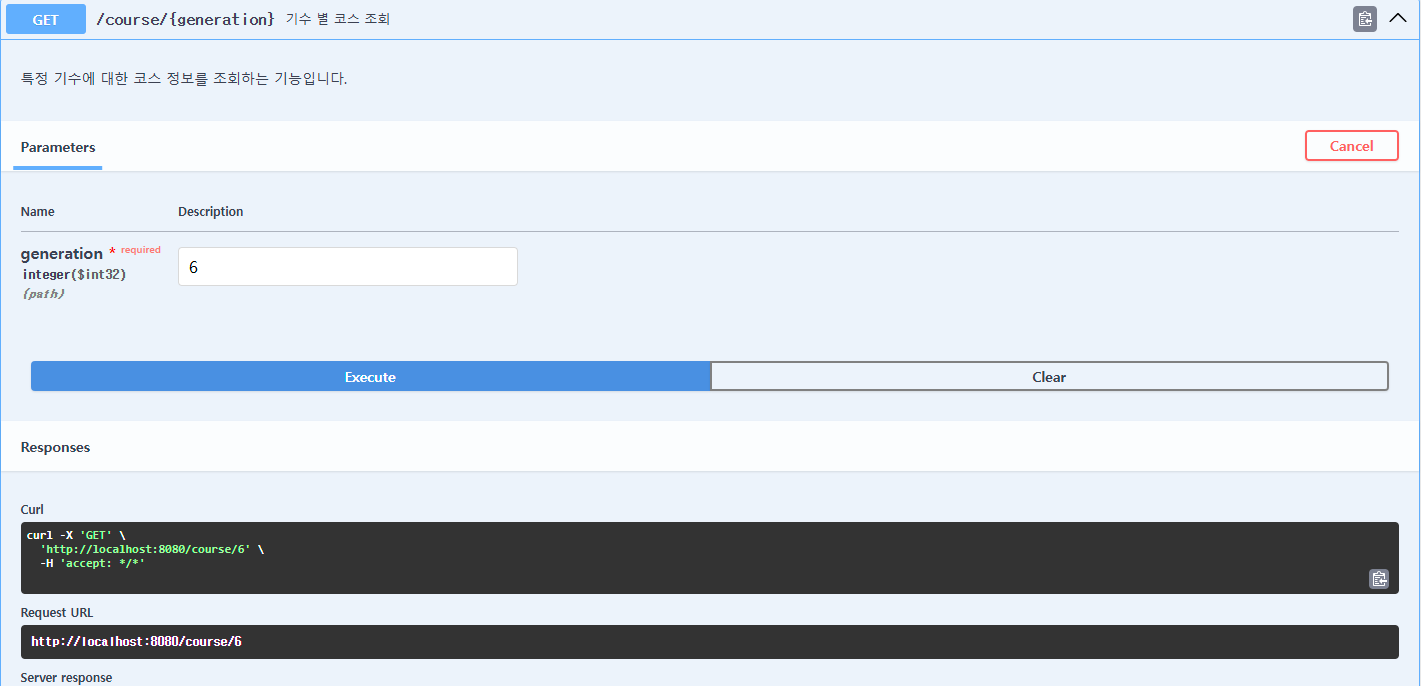 GET /course/{generation} 기수 별 코스 조회
특정 기수에 대한 코스 정보를 조회하는 기능입니다.
Parameters Cancel
Name Description
generation * required
integer($int32)
(path)
6
Execute Clear
Responses
Curl
curl -X 'GET' \
'http://localhost:8080/course/6' \
-H 'accept: */*'
Request URL
http://localhost:8080/course/6
Server response